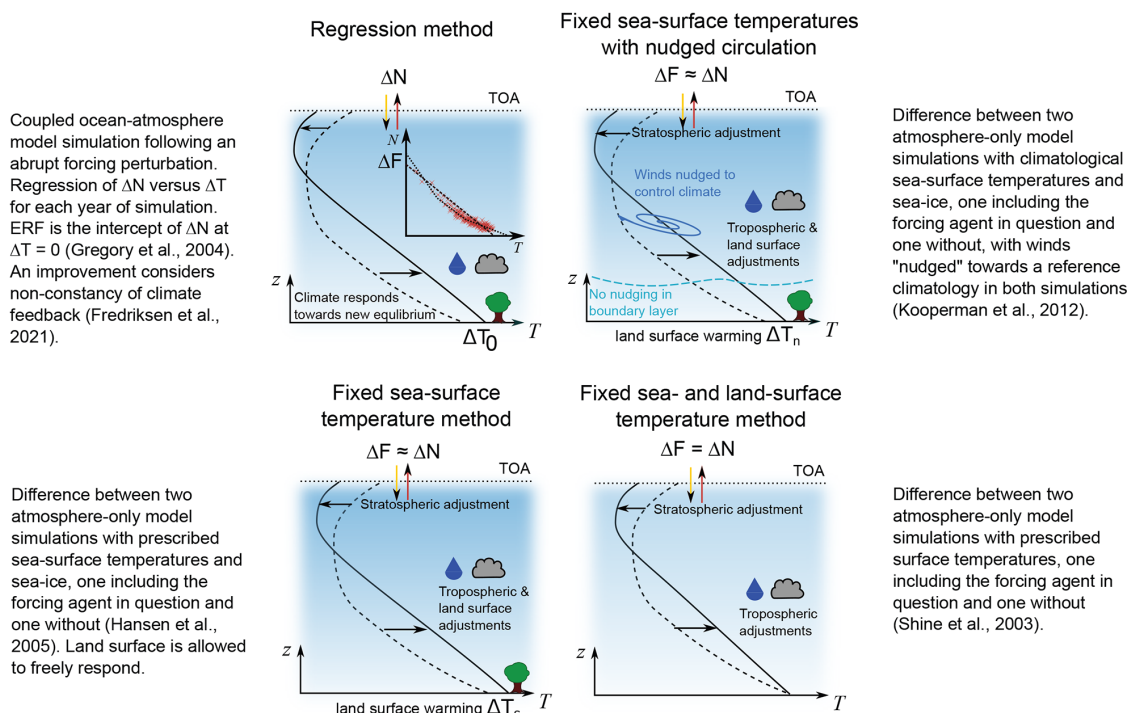 Regression method
Coupled ocean-atmosphere
model simulation following an
abrupt forcing perturbation.
Regression of ΔN versus ΔT
for each year of simulation.
ERF is the intercept of ΔN at
ΔT = 0 (Gregory et al., 2004).
An improvement considers
non-constancy of climate
feedback (Fredriksen et al.,
2021).
ΔN
TOA
N
ΔF
T
z
Climate responds
towards new equlibrium
ΔT0
T
Fixed sea-surface temperatures
with nudged circulation
ΔF ≈ ΔN
TOA
Stratospheric adjustment
Winds nudged to
control climate
Tropospheric &
land surface
adjustments
z
No nudging in
boundary layer
land surface warming ΔTn
T
Difference between two
atmosphere-only model
simulations with climatological
sea-surface temperatures and
sea-ice, one including the
forcing agent in question and
one without, with winds
"nudged" towards a reference
climatology in both simulations
(Kooperman et al., 2012).
Fixed sea-surface
temperature method
Difference between two
atmosphere-only model
simulations with prescribed
sea-surface temperatures and
sea-ice, one including the
forcing agent in question and
one without (Hansen et al.,
2005). Land surface is allowed
to freely respond.
ΔF ≈ ΔN
TOA
Stratospheric adjustment
Tropospheric &
land surface
adjustments
z
T
land surface warming ΔT
Fixed sea- and land-surface
temperature method
ΔF = ΔN
TOA
Stratospheric adjustment
Tropospheric
adjustments
z
T
Difference between two
atmosphere-only model
simulations with prescribed
surface temperatures, one
including the forcing agent in
question and one without
(Shine et al., 2003).